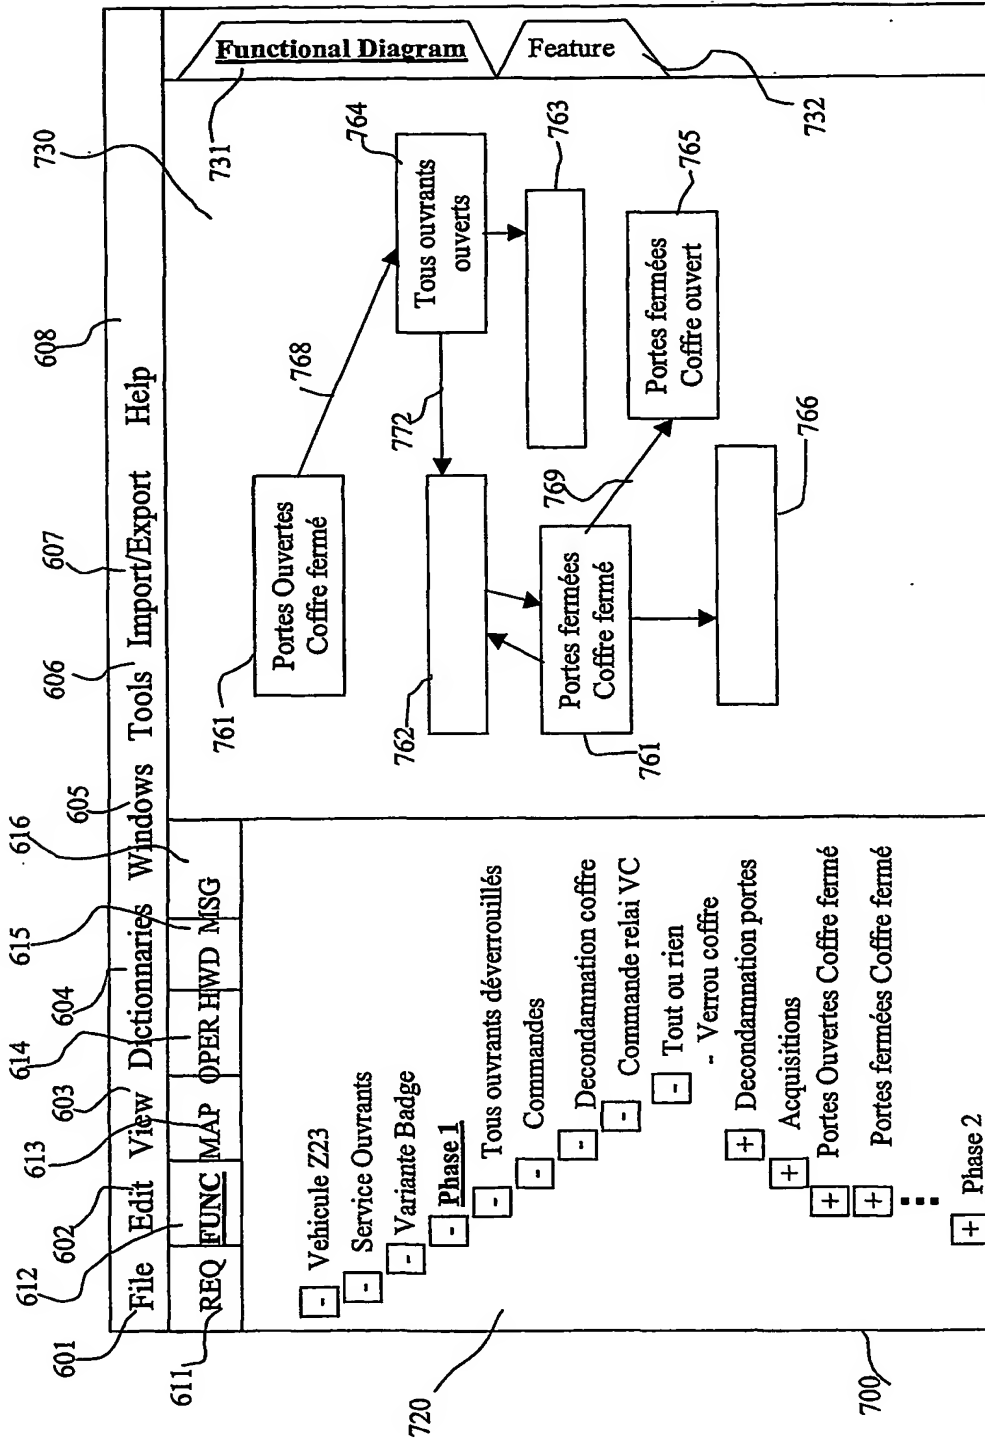 601
602
603
604
605
606
607
608
File Edit View Dictionnaries Windows Tools Import/Export Help
611
612
613
614
615
616
REQ FUNC MAP OPER HWD MSG
720
- Vehicule Z23
- Service Ouvrants
- Variante Badge
- Phase 1
- Tous ouvrants déverrouillés
- Commandes
- Decondamnation coffre
- Commande relai VC
- Tout ou rien
- Verrou coffre
+ Decondamnation portes
+ Acquisitions
+ Portes Ouvertes Coffre fermé
+ Portes fermées Coffre fermé
...
+ Phase 2
700
730
731
Functional Diagram
Feature
732
761
Portes Ouvertes
Coffre fermé
768
764
Tous ouvrants
ouverts
772
762
763
761
Portes fermées
Coffre fermé
769
765
Portes fermées
Coffre ouvert
766